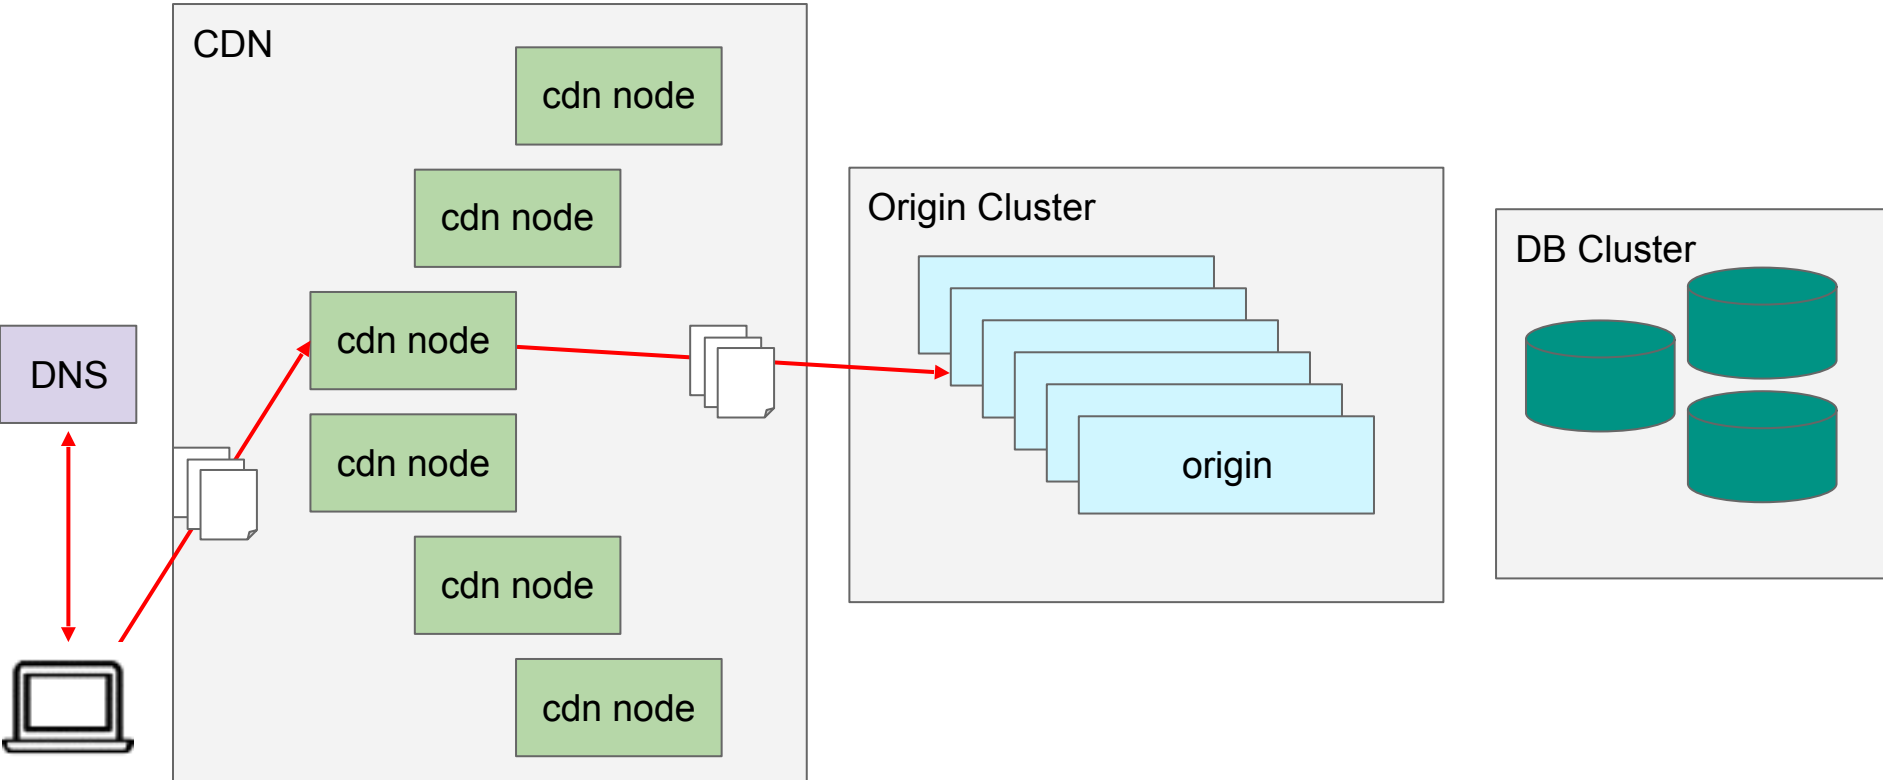 CDN
cdn node
cdn node
cdn node
cdn node
cdn node
cdn node
DNS
Origin Cluster
origin
DB Cluster